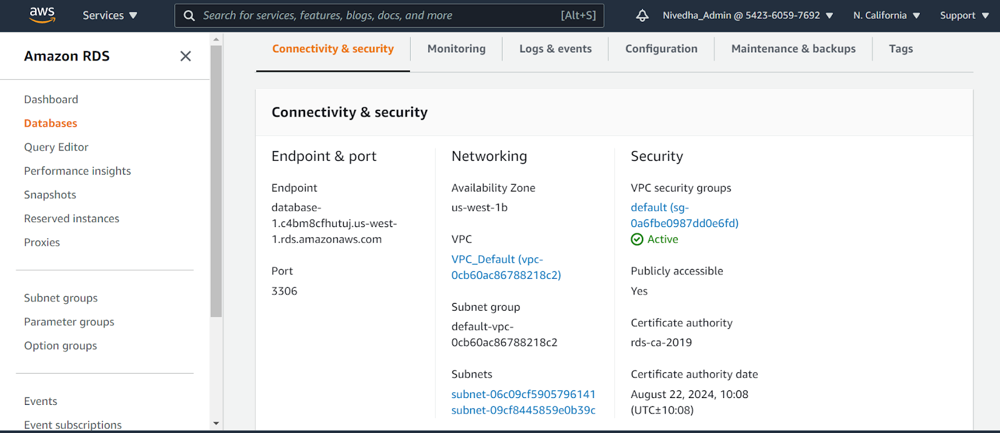 aws
Services
Search for services, features, blogs, docs, and more
[Alt+S]
Nivedha_Admin @ 5423-6059-7692
N. California
Support
Amazon RDS
Dashboard
Databases
Query Editor
Performance insights
Snapshots
Reserved instances
Proxies
Subnet groups
Parameter groups
Option groups
Events
Event subscriptions
Connectivity & security
Monitoring
Logs & events
Configuration
Maintenance & backups
Tags
Connectivity & security
Endpoint & port
Endpoint
database-
1.c4bm8cfhutuj.us-west-
1.rds.amazonaws.com
Port
3306
Networking
Availability Zone
us-west-1b
VPC
VPC_Default (vpc-
0cb60ac86788218c2)
Subnet group
default-vpc-
0cb60ac86788218c2
Subnets
subnet-06c09cf5905796141
subnet-09cf8445859e0b39c
Security
VPC security groups
default (sg-
0a6fbe0987dd0e6fd)
Active
Publicly accessible
Yes
Certificate authority
rds-ca-2019
Certificate authority date
August 22, 2024, 10:08
(UTC±10:08)